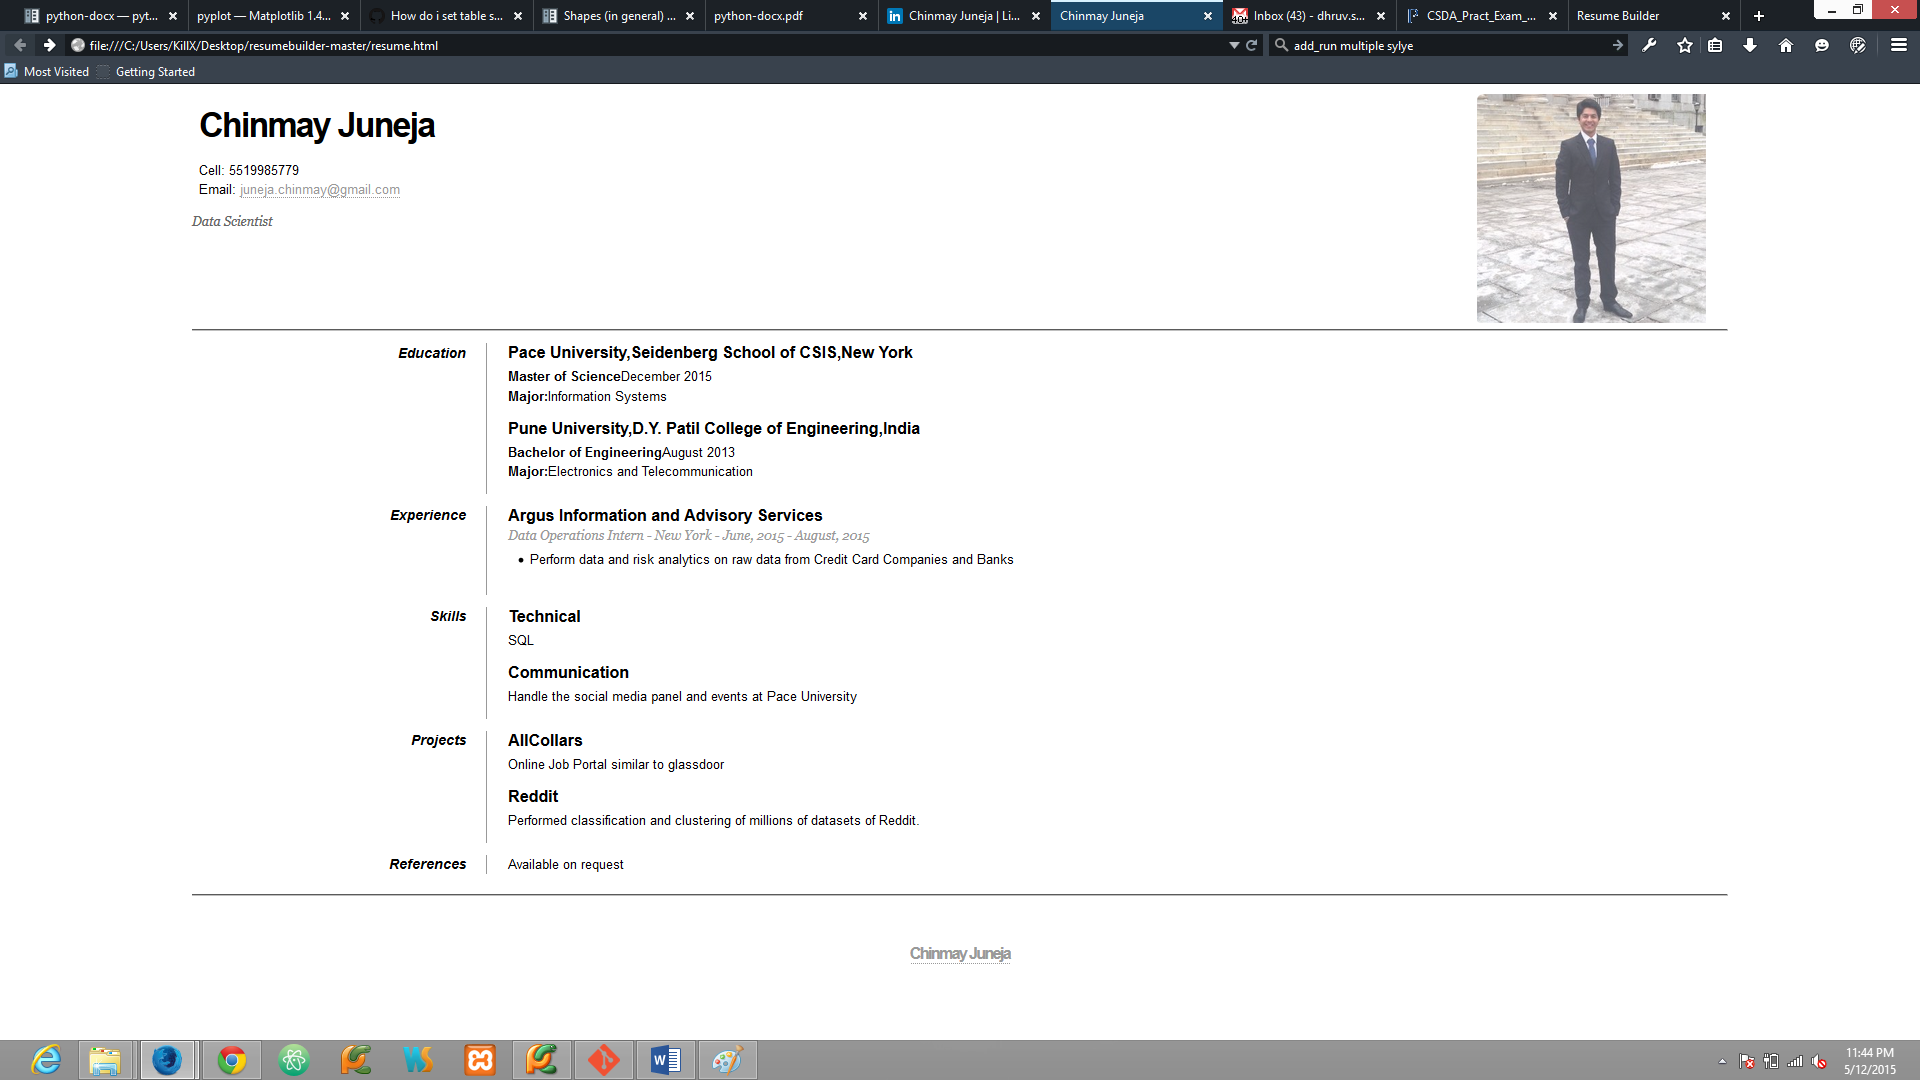 python-docx — pyt...
pyplot — Matplotlib 1.4...
How do i set table s...
Shapes (in general) ...
python-docx.pdf
Chinmay Juneja | Li...
Chinmay Juneja
Inbox (43) - dhruv.s...
CSDA_Pract_Exam_...
Resume Builder
file:///C:/Users/KillX/Desktop/resumebuilder-master/resume.html
add_run multiple sylye
Most Visited
Getting Started
Chinmay Juneja
Cell: 5519985779
Email: juneja.chinmay@gmail.com
Data Scientist
Education
Pace University,Seidenberg School of CSIS,New York
Master of ScienceDecember 2015
Major:Information Systems
Pune University,D.Y. Patil College of Engineering,India
Bachelor of EngineeringAugust 2013
Major:Electronics and Telecommunication
Experience
Argus Information and Advisory Services
Data Operations Intern - New York - June, 2015 - August, 2015
• Perform data and risk analytics on raw data from Credit Card Companies and Banks
Skills
Technical
SQL
Communication
Handle the social media panel and events at Pace University
Projects
AllCollars
Online Job Portal similar to glassdoor
Reddit
Performed classification and clustering of millions of datasets of Reddit.
References
Available on request
Chinmay Juneja
11:44 PM
5/12/2015